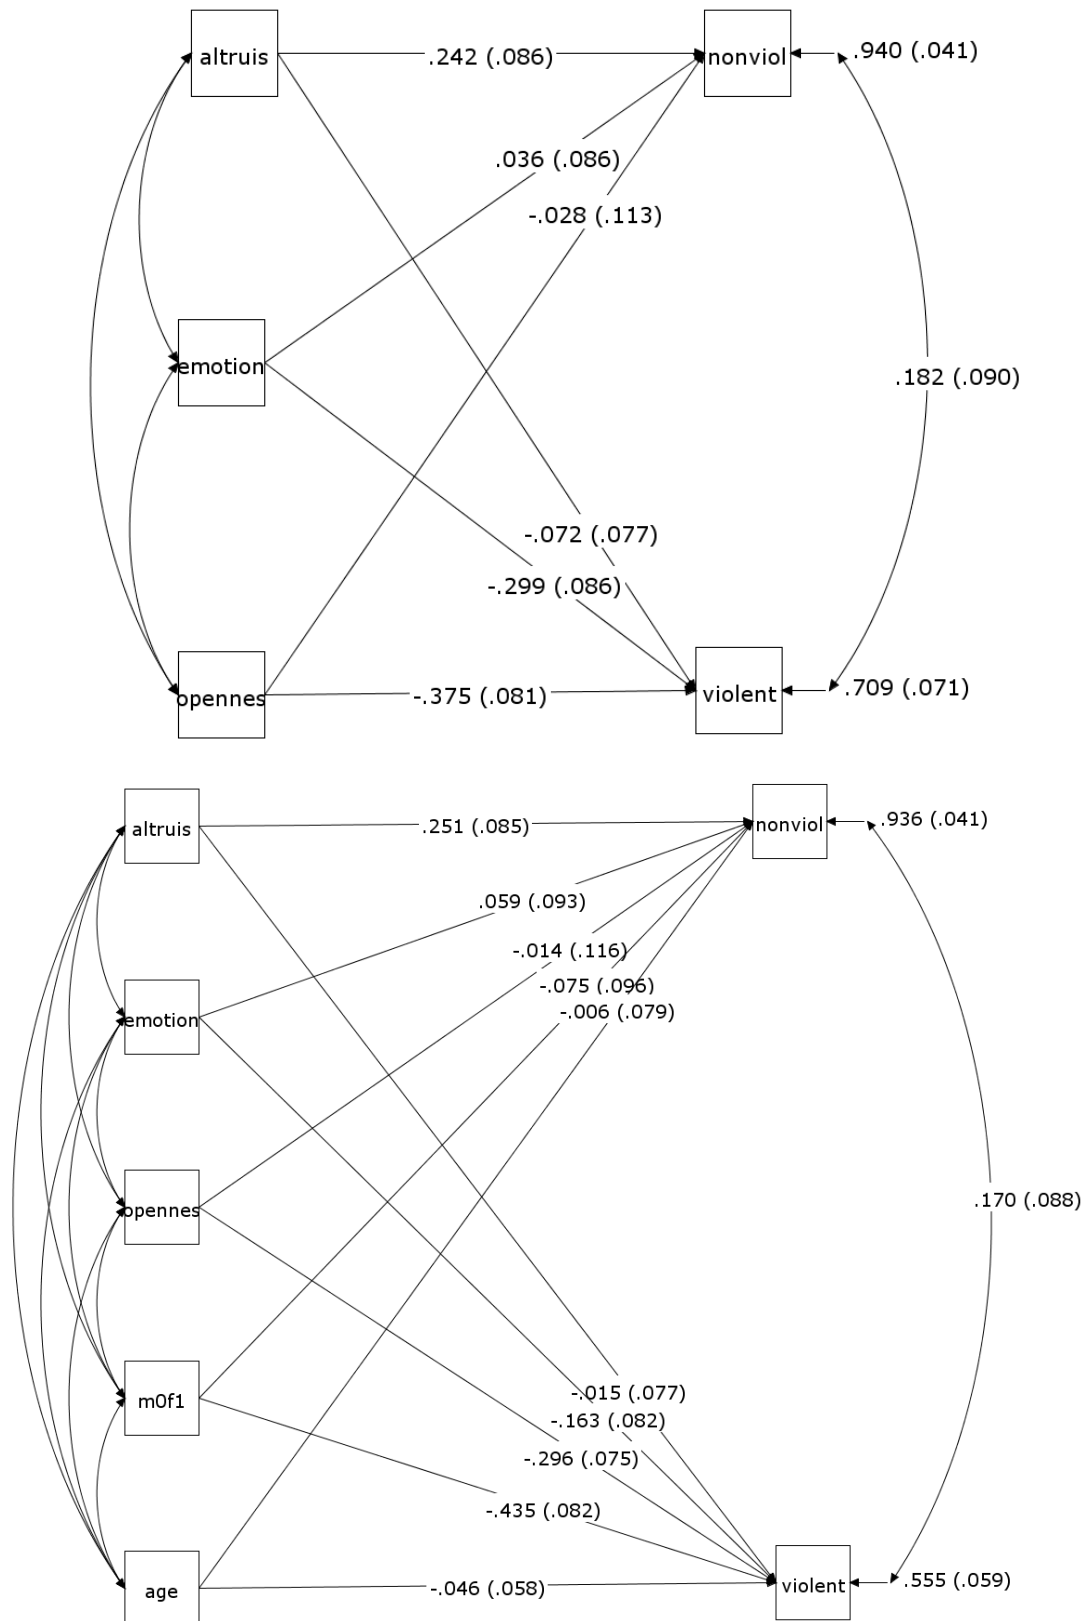 altruis
.242 (.086)
nonviol
.940 (.041)
.036 (.086)
-.028 (.113)
emotion
.182 (.090)
-.072 (.077)
-.299 (.086)
opennes
-.375 (.081)
violent
.709 (.071)
altruis
.251 (.085)
nonviol
.936 (.041)
.059 (.093)
-.014 (.116)
-.075 (.096)
-.006 (.079)
emotion
opennes
.170 (.088)
m0f1
-.015 (.077)
-.163 (.082)
-.296 (.075)
-.435 (.082)
age
-.046 (.058)
violent
.555 (.059)